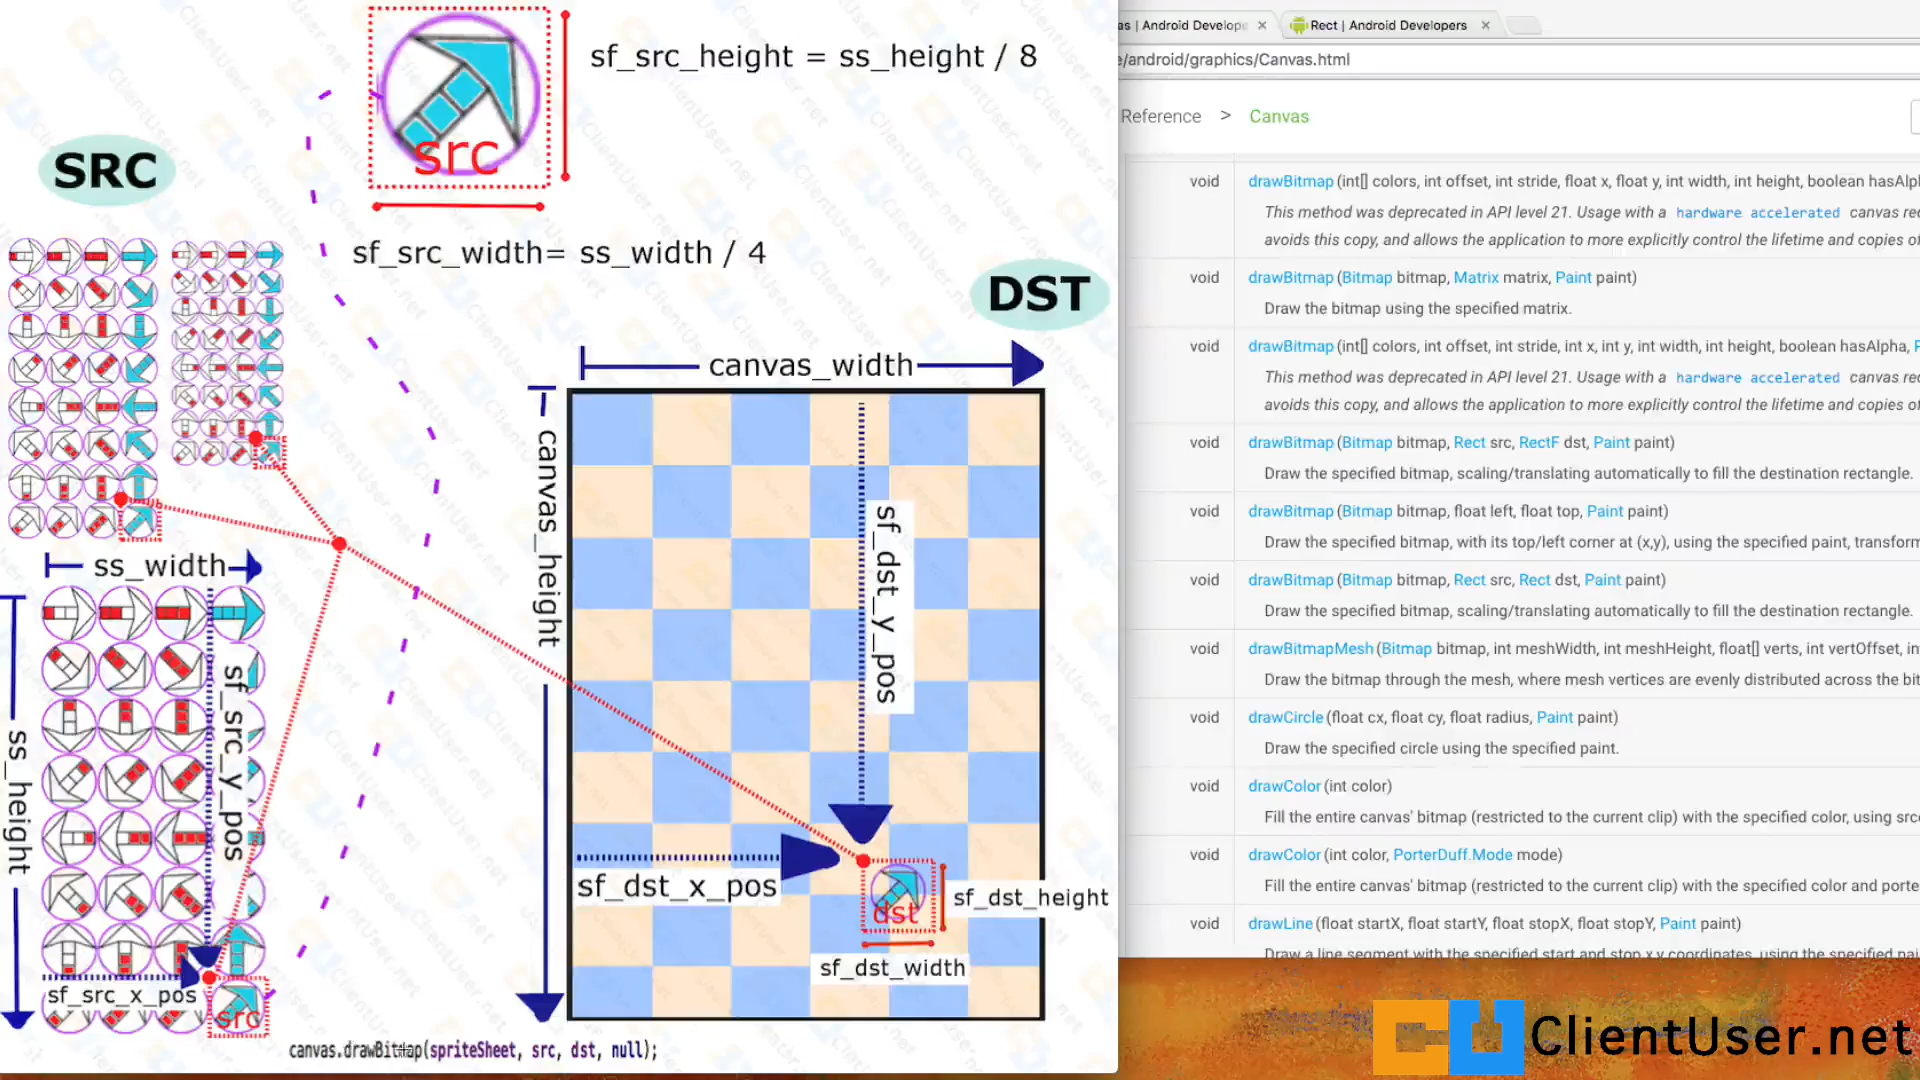 sf_src_height = ss_height / 8
src
SRC
sf_src_width= ss_width / 4
DST
canvas_width
canvas_height
sf_dst_y_pos
ss_width
ss_height
sf_src_y_pos
sf_dst_x_pos
dst
sf_dst_height
sf_dst_width
sf_src_x_pos
src
canvas.drawBitmap(spriteSheet, src, dst, null);
as | Android Develope
Rect | Android Developers
e/android/graphics/Canvas.html
Reference > Canvas
void drawBitmap(int[] colors, int offset, int stride, float x, float y, int width, int height, boolean hasAlph
This method was deprecated in API level 21. Usage with a hardware accelerated canvas re
avoids this copy, and allows the application to more explicitly control the lifetime and copies o
void drawBitmap(Bitmap bitmap, Matrix matrix, Paint paint)
Draw the bitmap using the specified matrix.
void drawBitmap(int[] colors, int offset, int stride, int x, int y, int width, int height, boolean hasAlpha, P
This method was deprecated in API level 21. Usage with a hardware accelerated canvas re
avoids this copy, and allows the application to more explicitly control the lifetime and copies o
void drawBitmap(Bitmap bitmap, Rect src, RectF dst, Paint paint)
Draw the specified bitmap, scaling/translating automatically to fill the destination rectangle.
void drawBitmap(Bitmap bitmap, float left, float top, Paint paint)
Draw the specified bitmap, with its top/left corner at (x,y), using the specified paint, transform
void drawBitmap(Bitmap bitmap, Rect src, Rect dst, Paint paint)
Draw the specified bitmap, scaling/translating automatically to fill the destination rectangle.
void drawBitmapMesh(Bitmap bitmap, int meshWidth, int meshHeight, float[] verts, int vertOffset, in
Draw the bitmap through the mesh, where mesh vertices are evenly distributed across the bit
void drawCircle(float cx, float cy, float radius, Paint paint)
Draw the specified circle using the specified paint.
void drawColor(int color)
Fill the entire canvas' bitmap (restricted to the current clip) with the specified color, using src
void drawColor(int color, PorterDuff.Mode mode)
Fill the entire canvas' bitmap (restricted to the current clip) with the specified color and porte
void drawLine(float startX, float startY, float stopX, float stopY, Paint paint)
Draw a line segment with the specified start and stop x,y coordinates, using the specified pai
ClientUser.net